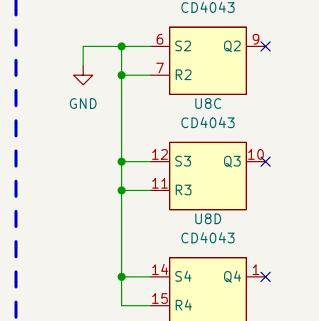 CD4043
6 S2 Q2 9
7 R2
GND
U8C
CD4043
12 S3 Q3 10
11 R3
U8D
CD4043
14 S4 Q4 1
15 R4